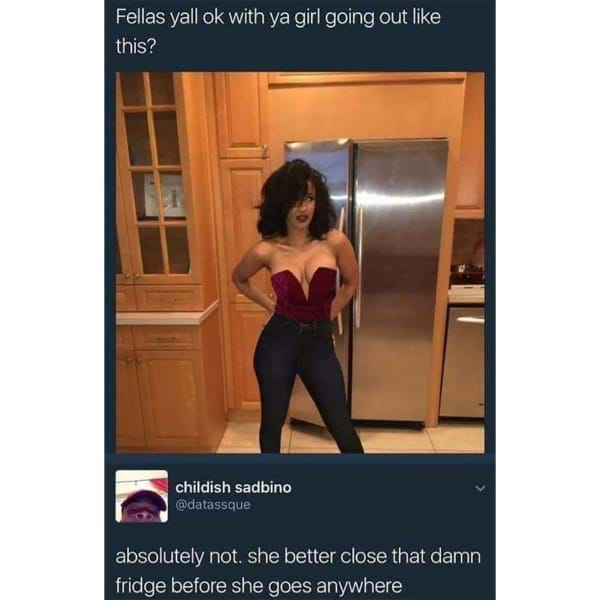 Fellas yall ok with ya girl going out like
this?
childish sadbino
@datassque
absolutely not. she better close that damn
fridge before she goes anywhere